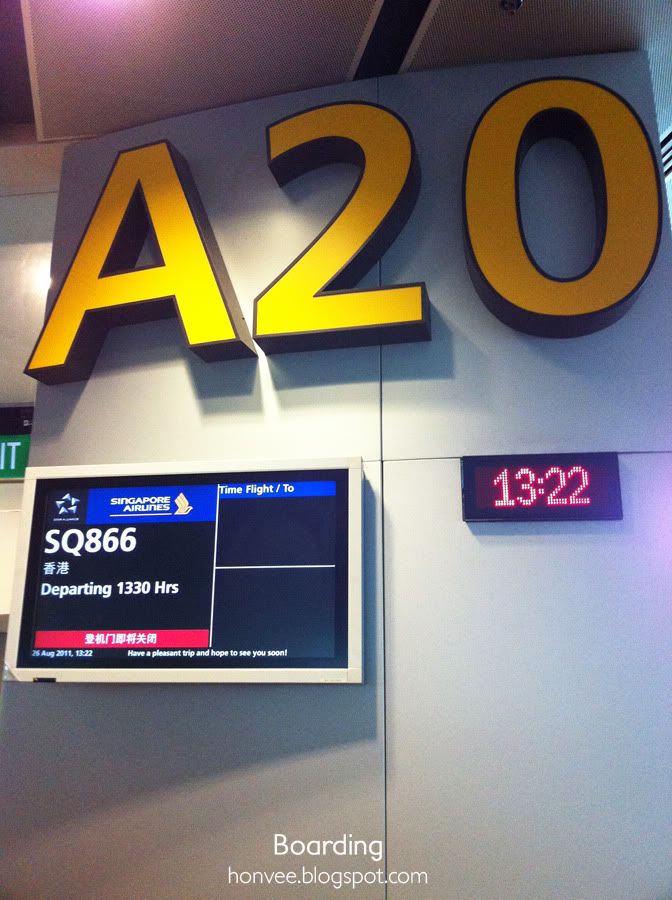 A20
IT
13:22
STAR ALLIANCE
SINGAPORE
AIRLINES
Time Flight / To
SQ866
香港
Departing 1330 Hrs
登机门即将关闭
26 Aug 2011, 13:22
Have a pleasant trip and hope to see you soon!
Boarding
honvee.blogspot.com